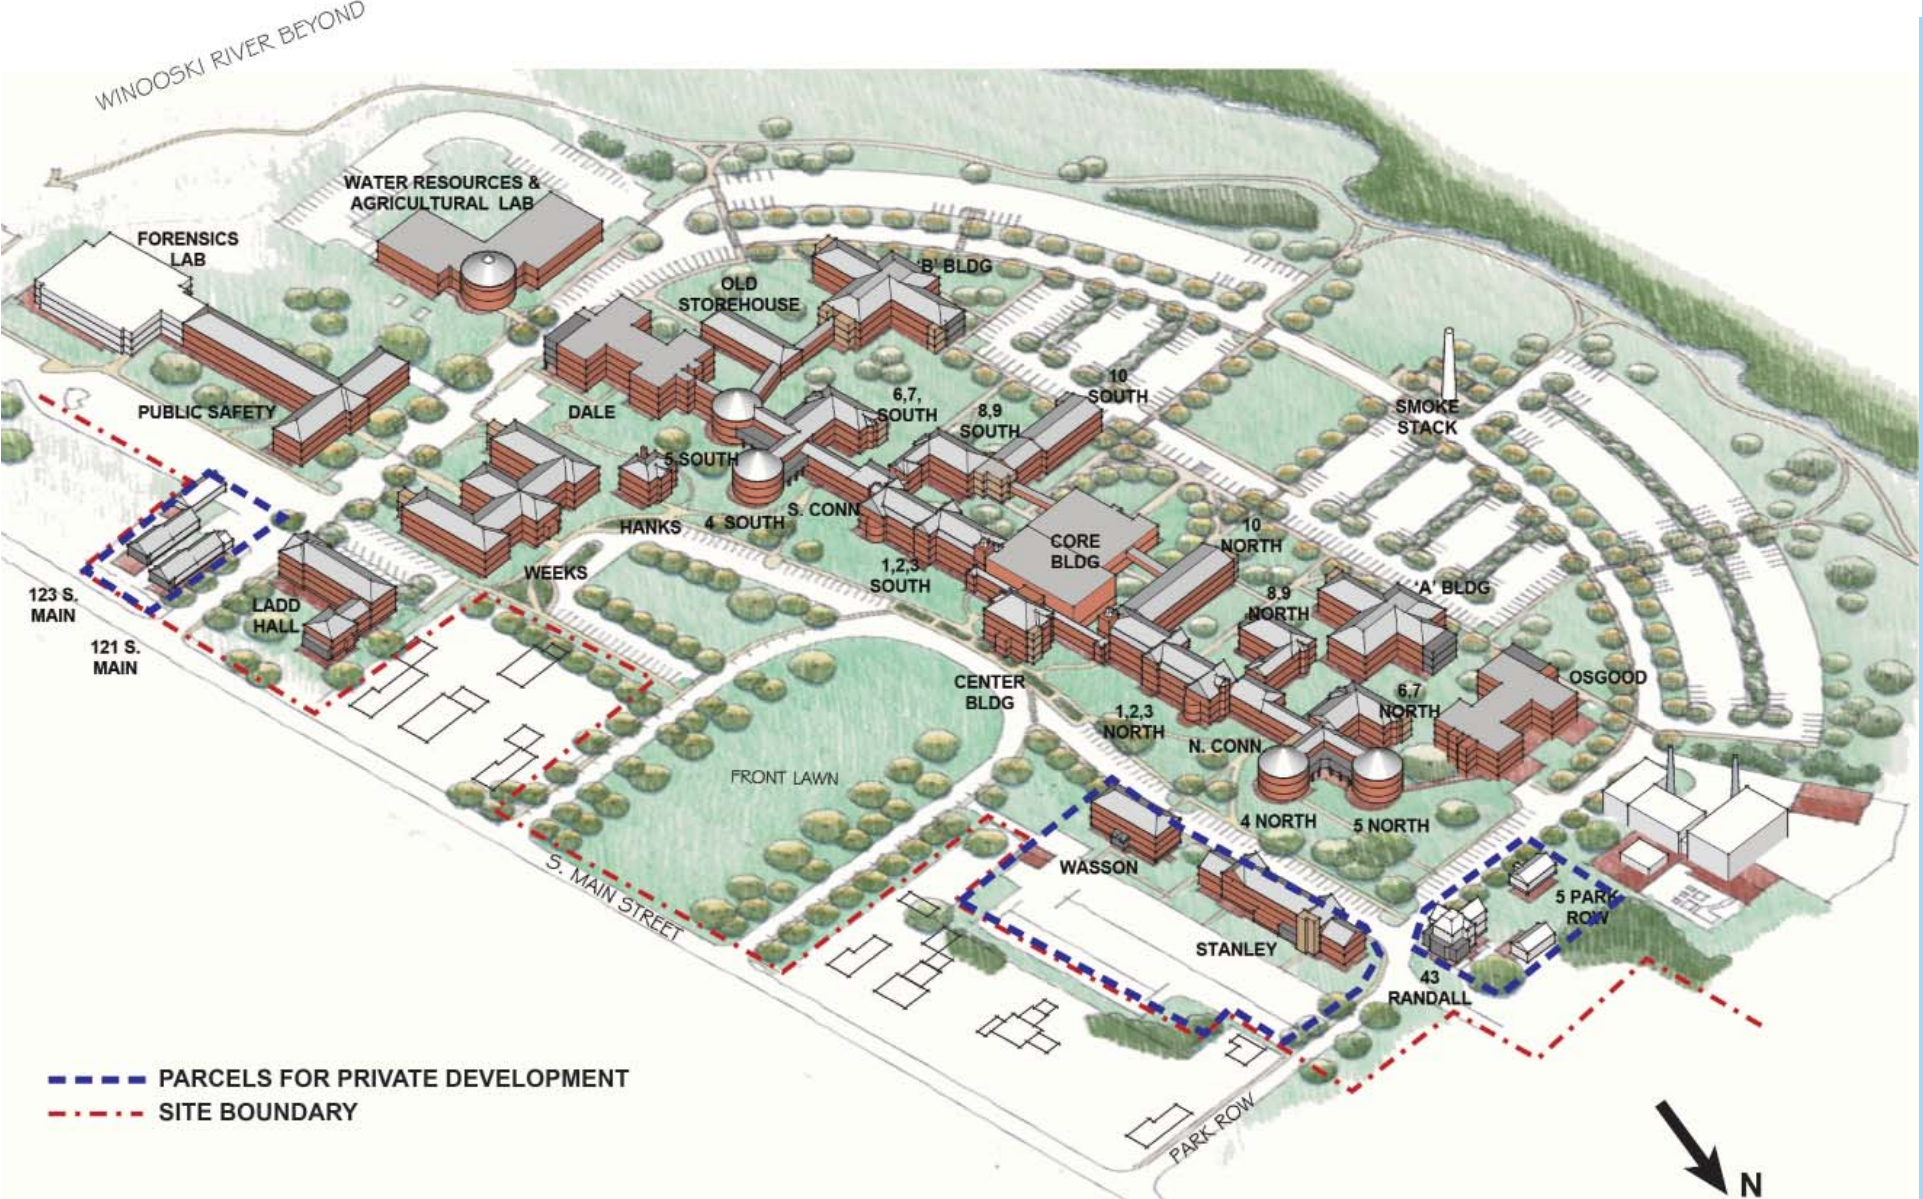 WINOOSKI RIVER BEYOND
WATER RESOURCES &
AGRICULTURAL LAB
FORENSICS
LAB
'B' BLDG
OLD
STOREHOUSE
PUBLIC SAFETY
DALE
6,7,
SOUTH
8,9
SOUTH
10
SOUTH
SMOKE
STACK
5 SOUTH
HANKS
4 SOUTH
S. CONN
CORE
BLDG
10
NORTH
WEEKS
1,2,3
SOUTH
8,9
NORTH
'A' BLDG
123 S.
MAIN
LADD
HALL
121 S.
MAIN
CENTER
BLDG
1,2,3
NORTH
6,7
NORTH
OSGOOD
N. CONN
FRONT LAWN
4 NORTH
5 NORTH
WASSON
S. MAIN STREET
STANLEY
5 PARK
ROW
43
RANDALL
PARCELS FOR PRIVATE DEVELOPMENT
SITE BOUNDARY
PARK ROW
N